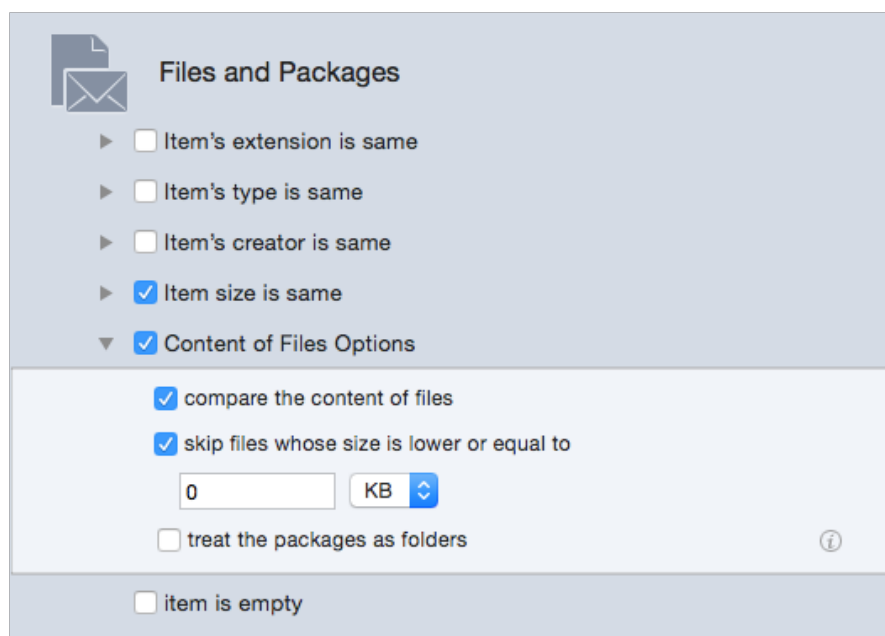 Files and Packages
Item’s extension is same
Item’s type is same
Item’s creator is same
Item size is same
Content of Files Options
compare the content of files
skip files whose size is lower or equal to
0 KB
treat the packages as folders
item is empty